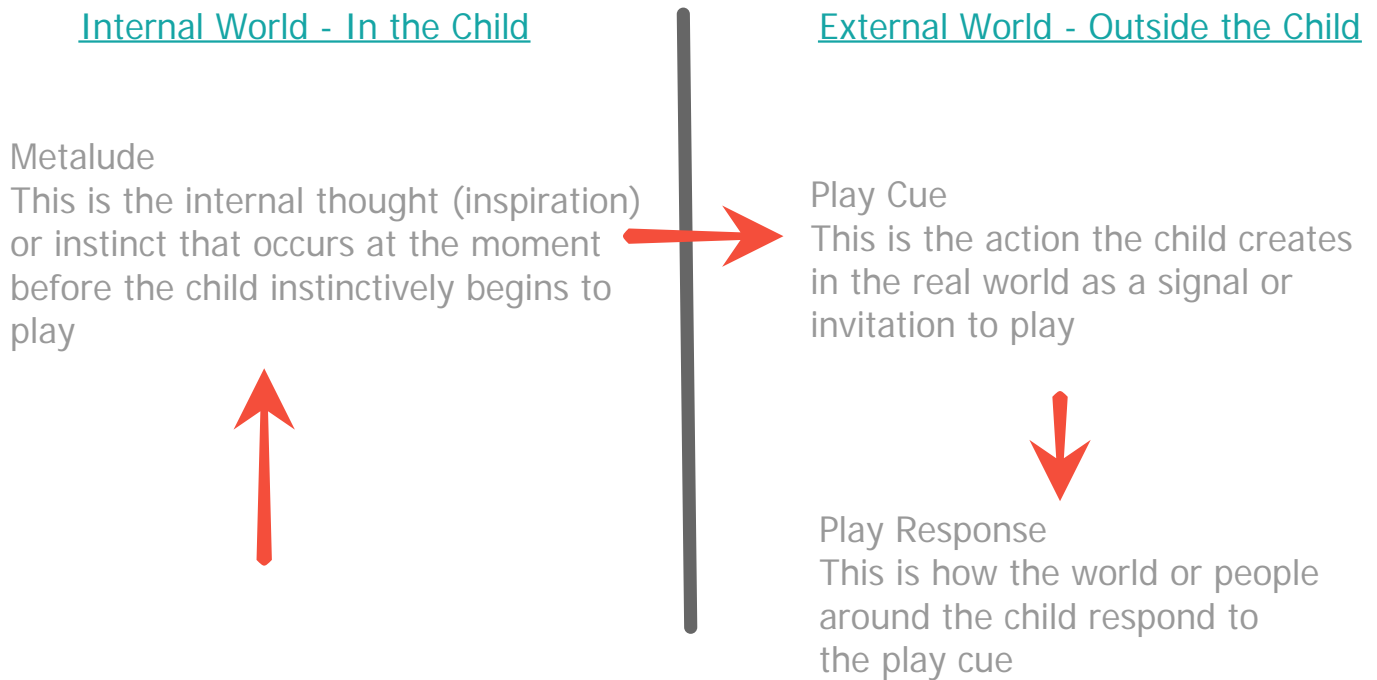 Internal World - In the Child
External World - Outside the Child
Metalude
This is the internal thought (inspiration)
or instinct that occurs at the moment
before the child instinctively begins to
play
Play Cue
This is the action the child creates
in the real world as a signal or
invitation to play
Play Response
This is how the world or people
around the child respond to
the play cue